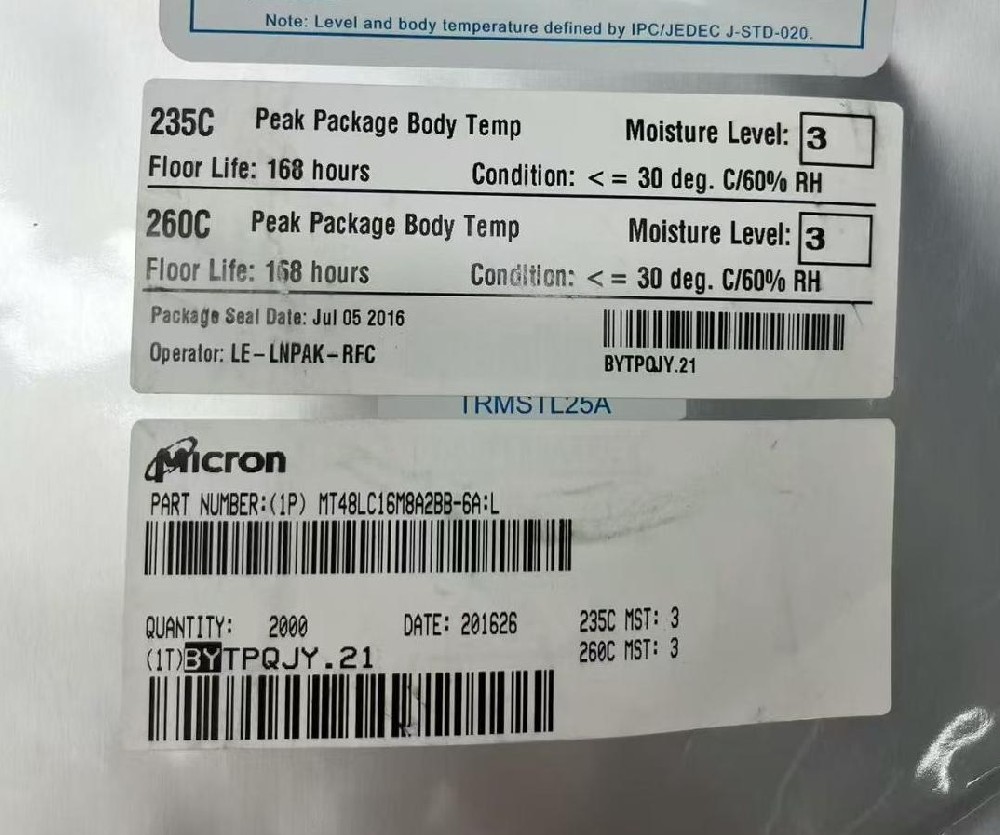 Note: Level and body temperature defined by IPC/JEDEC J-STD-020.
235C Peak Package Body Temp Moisture Level: 3
Floor Life: 168 hours Condition: <= 30 deg. C/60% RH
260C Peak Package Body Temp Moisture Level: 3
Floor Life: 168 hours Condition: <= 30 deg. C/60% RH
Package Seal Date: Jul 05 2016
Operator: LE-LNPAK-RFC
BYTPQJY.21
TRMSTL25A
Micron
PART NUMBER:(1P) MT48LC16M8A2BB-6A:L
QUANTITY: 2000 DATE: 201626 235C MST: 3
(1T)BYTPQJY.21 260C MST: 3